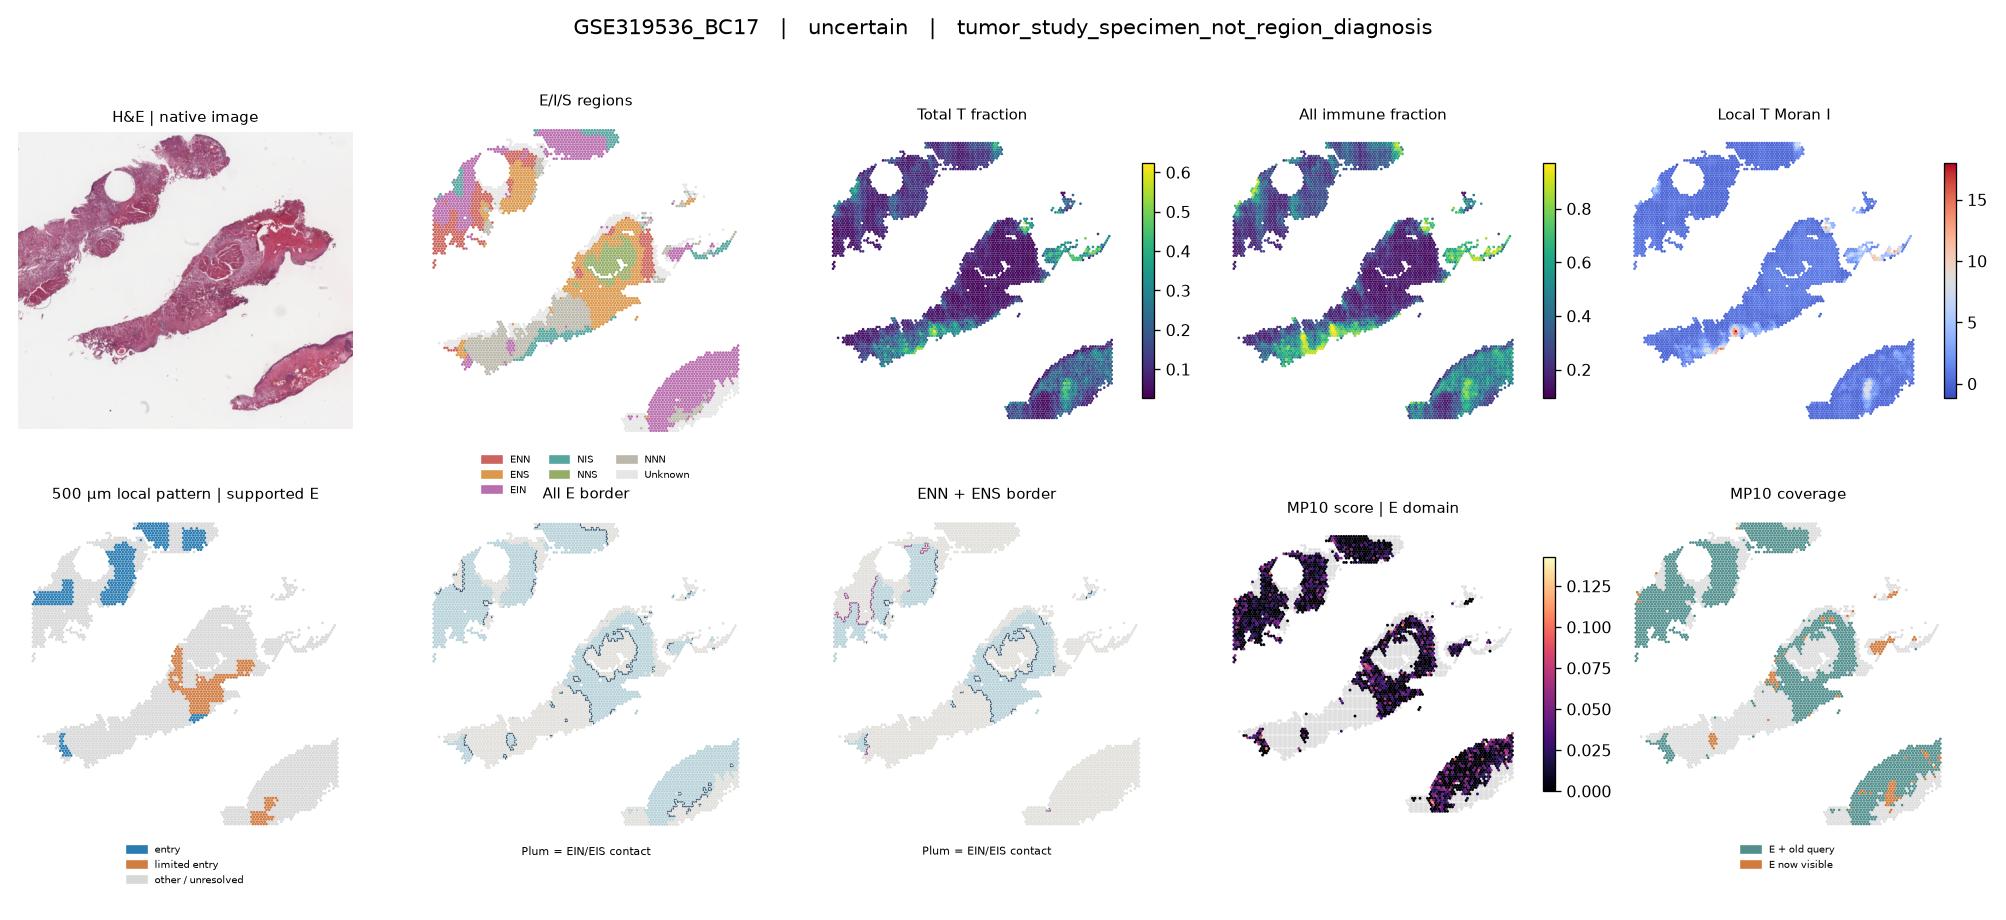 GSE319536_BC17 | uncertain | tumor_study_specimen_not_region_diagnosis
H&E | native image
E/I/S regions
Total T fraction
All immune fraction
Local T Moran I
0.6
0.5
0.4
0.3
0.2
0.1
0.8
0.6
0.4
0.2
15
10
5
0
ENN
ENS
EIN
NIS
NNS
NNN
Unknown
500 µm local pattern | supported E
All E border
ENN + ENS border
MP10 score | E domain
MP10 coverage
0.125
0.100
0.075
0.050
0.025
0.000
entry
limited entry
other / unresolved
Plum = EIN/EIS contact
Plum = EIN/EIS contact
E + old query
E now visible